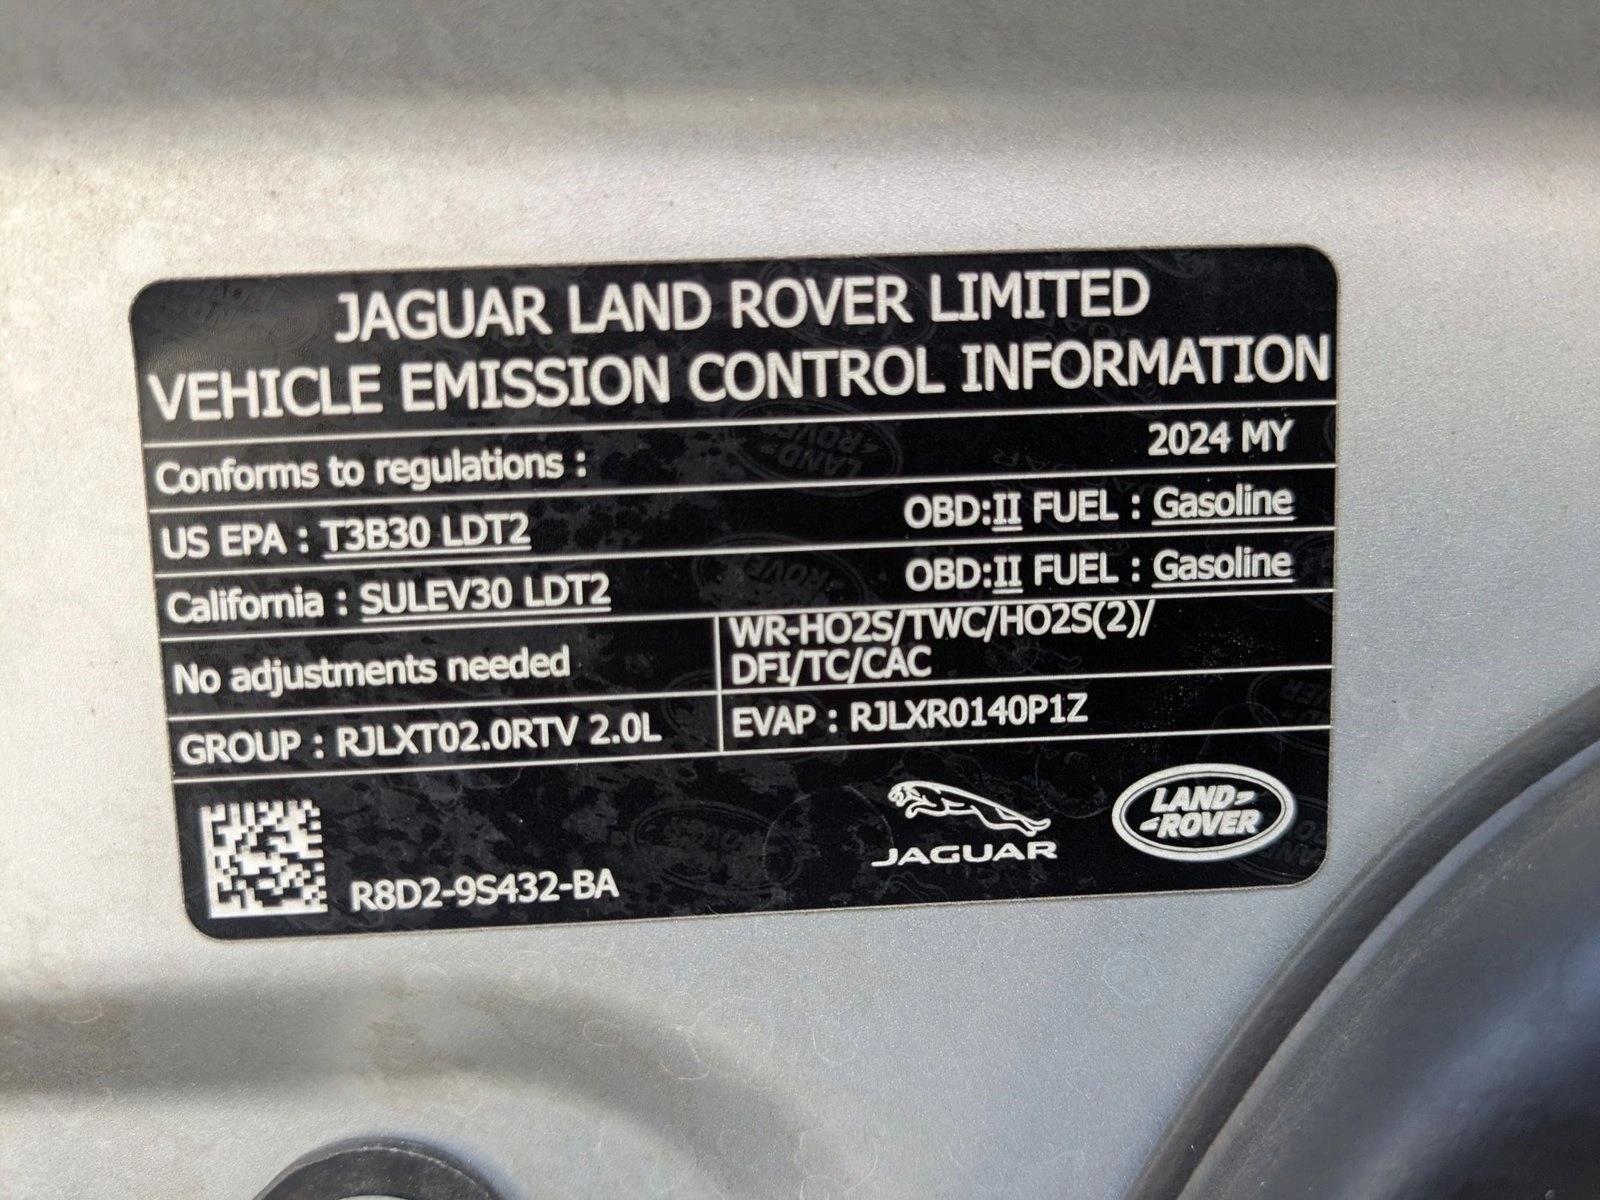 JAGUAR LAND ROVER LIMITED
VEHICLE EMISSION CONTROL INFORMATION
Conforms to regulations : 2024 MY
US EPA : T3B30 LDT2 OBD:II FUEL : Gasoline
California : SULEV30 LDT2 OBD:II FUEL : Gasoline
No adjustments needed
WR-HO2S/TWC/HO2S(2)/
DFI/TC/CAC
GROUP : RJLXT02.0RTV 2.0L
EVAP : RJLXR0140P1Z
R8D2-9S432-BA
JAGUAR
LAND
ROVER